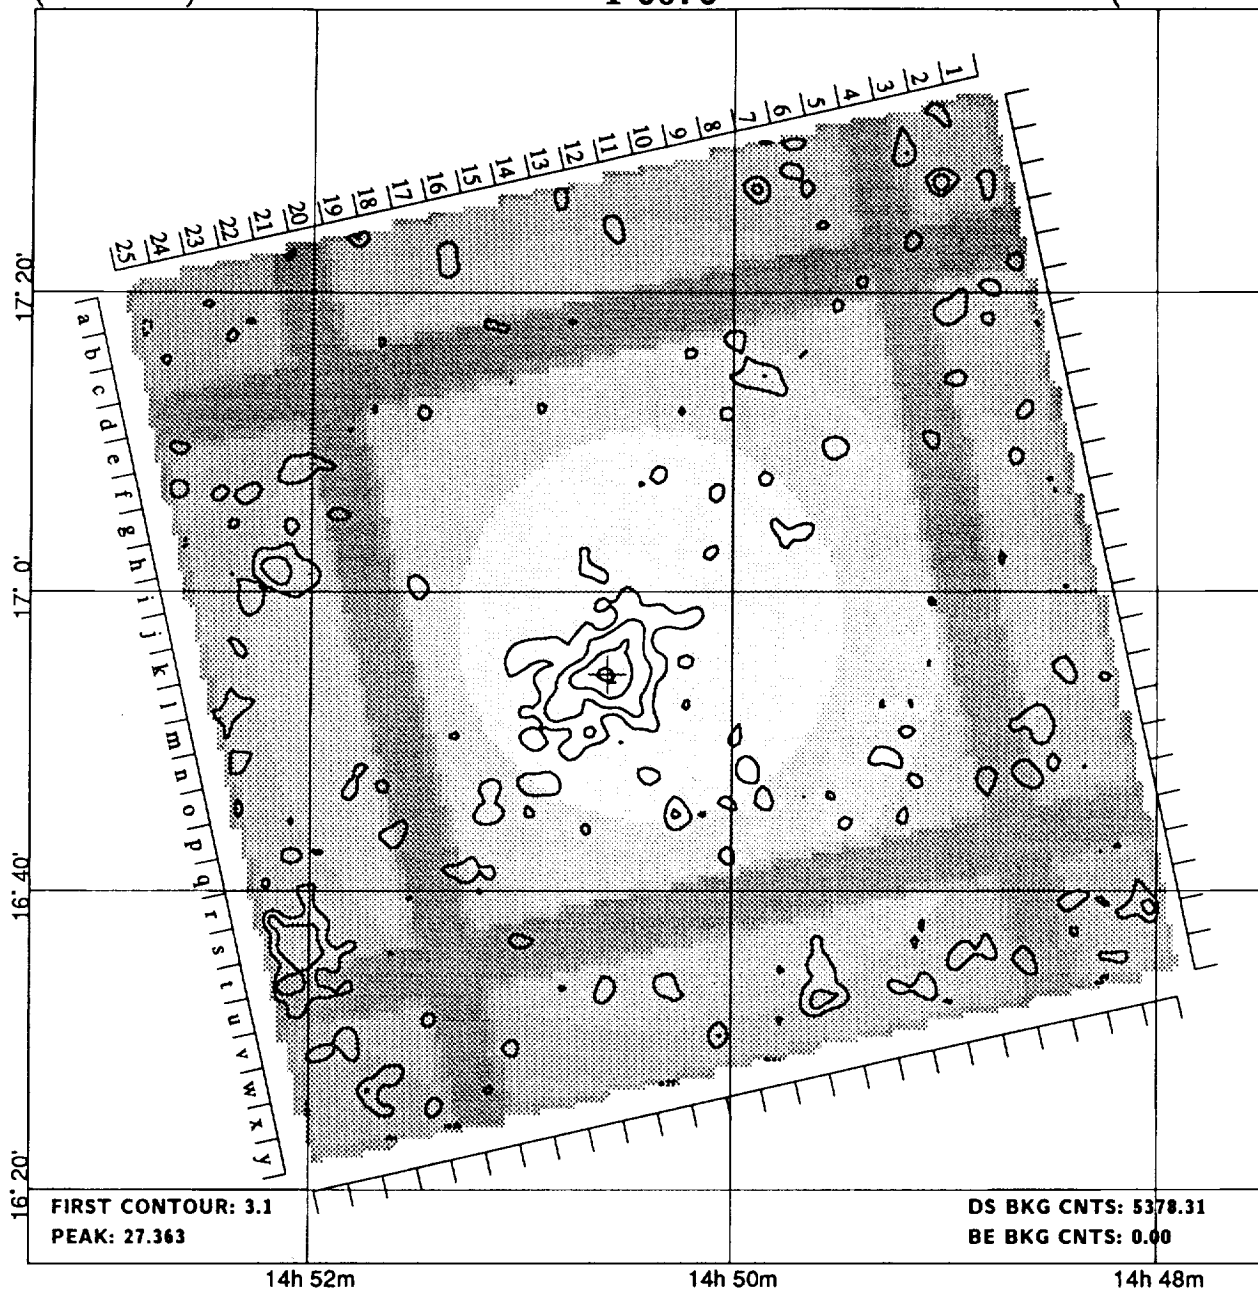 1 2 3 4 5 6 7 8 9 10 11 12 13 14 15 16 17 18 19 20 21 22 23 24 25
a b c d e f g h i j k l m n o p q r s t u v w x y
17° 20'
17° 0'
16° 40'
16° 20'
FIRST CONTOUR: 3.1
PEAK: 27.363
DS BKG CNTS: 5378.31
BE BKG CNTS: 0.00
14h 52m
14h 50m
14h 48m